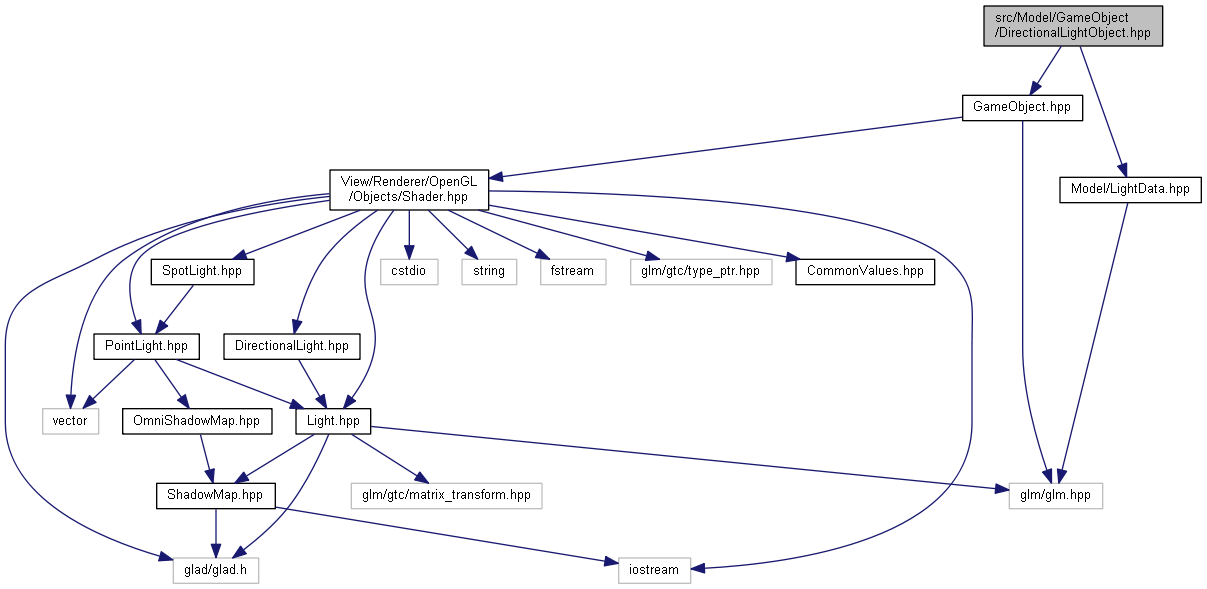 src/Model/GameObject
/DirectionalLightObject.hpp
GameObject.hpp
View/Renderer/OpenGL
/Objects/Shader.hpp
Model/LightData.hpp
SpotLight.hpp
cstdio
string
fstream
glm/gtc/type_ptr.hpp
CommonValues.hpp
PointLight.hpp
DirectionalLight.hpp
vector
OmniShadowMap.hpp
Light.hpp
ShadowMap.hpp
glm/gtc/matrix_transform.hpp
glm/glm.hpp
glad/glad.h
iostream